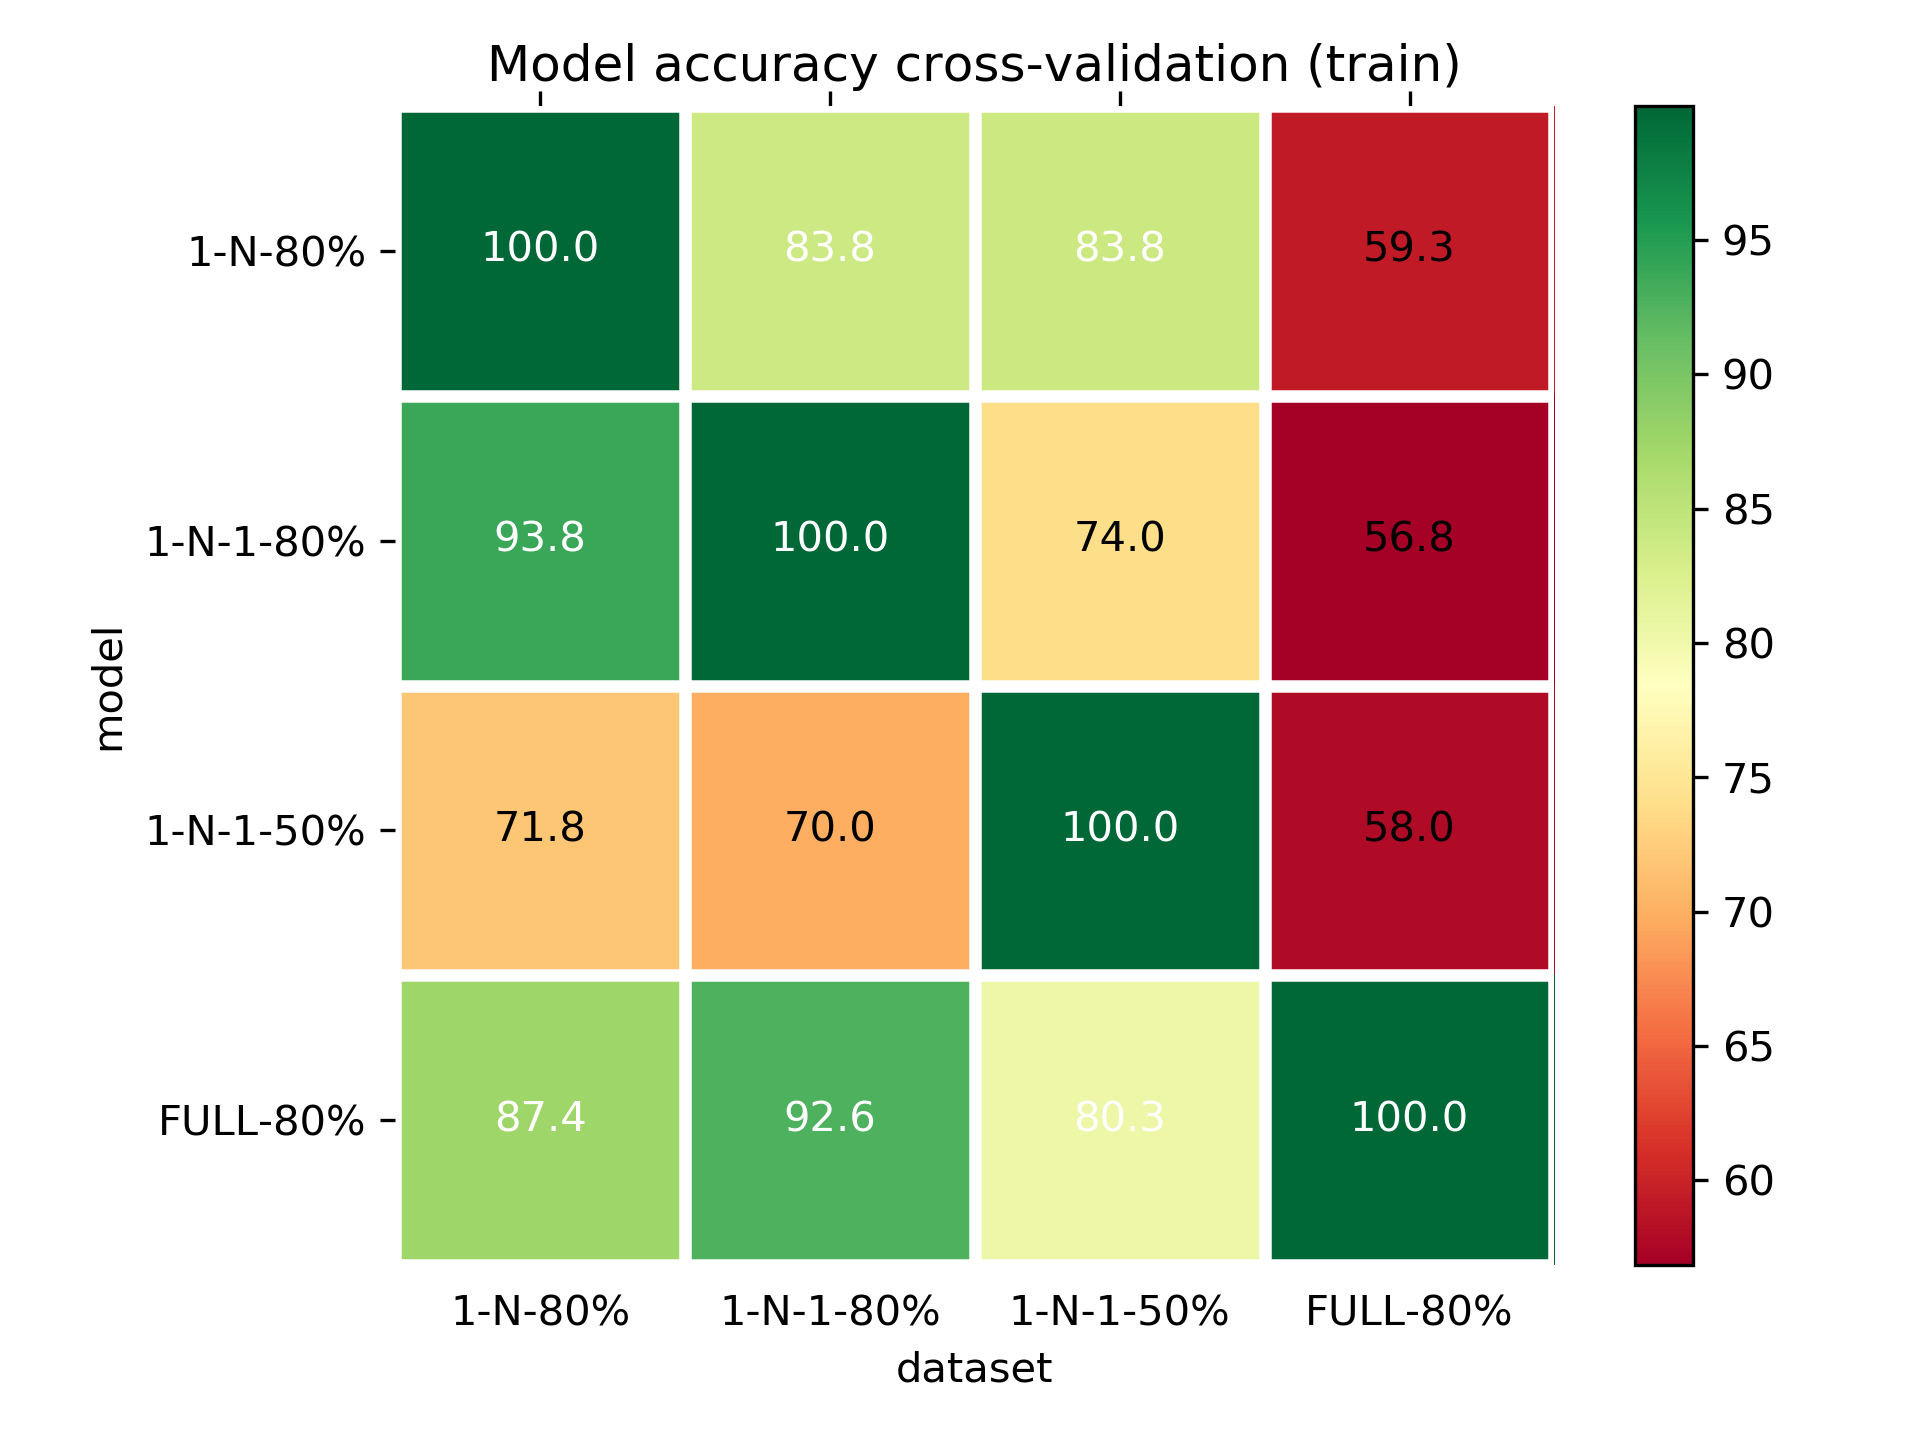 Model accuracy cross-validation (train)
1-N-80% 100.0 83.8 83.8 59.3
1-N-1-80% 93.8 100.0 74.0 56.8
1-N-1-50% 71.8 70.0 100.0 58.0
FULL-80% 87.4 92.6 80.3 100.0
1-N-80% 1-N-1-80% 1-N-1-50% FULL-80%
dataset
model
95
90
85
80
75
70
65
60